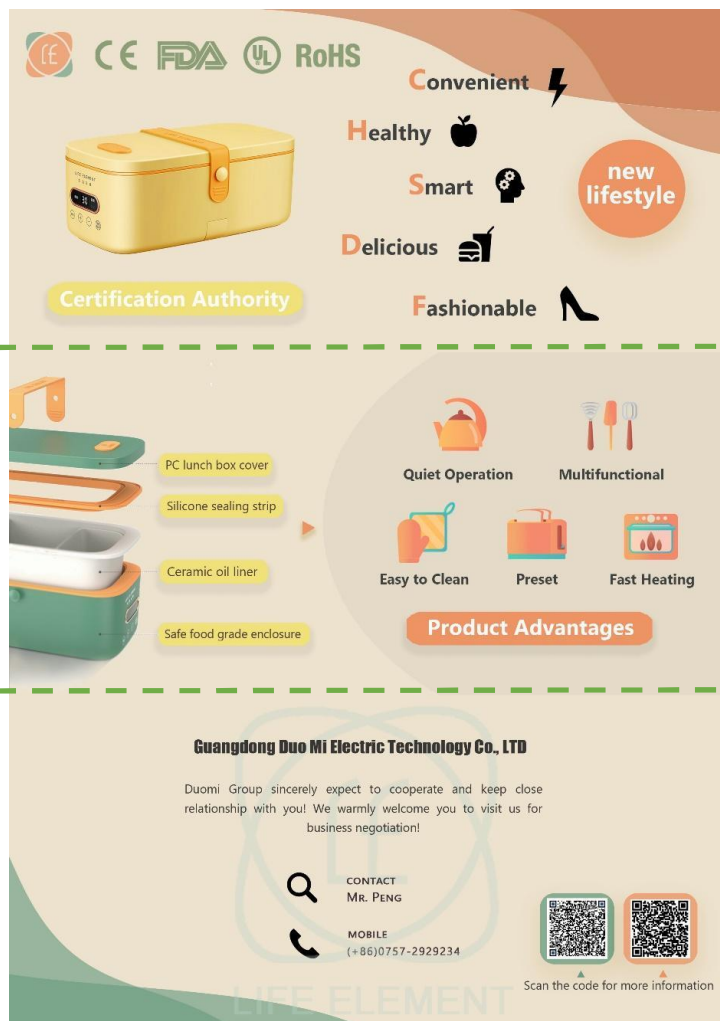 CE FDA UL RoHS
Convenient
Healthy
Smart
new
lifestyle
LIFE ELEMENT
Delicious
Certification Authority
Fashionable
PC lunch box cover
Silicone sealing strip
Ceramic oil liner
Safe food grade enclosure
Quiet Operation
Multifunctional
Easy to Clean
Preset
Fast Heating
Product Advantages
Guangdong Duo Mi Electric Technology Co., LTD
Duomi Group sincerely expect to cooperate and keep close
relationship with you! We warmly welcome you to visit us for
business negotiation!
CONTACT
MR. PENG
MOBILE
(+86)0757-2929234
Scan the code for more information
LIFE ELEMENT